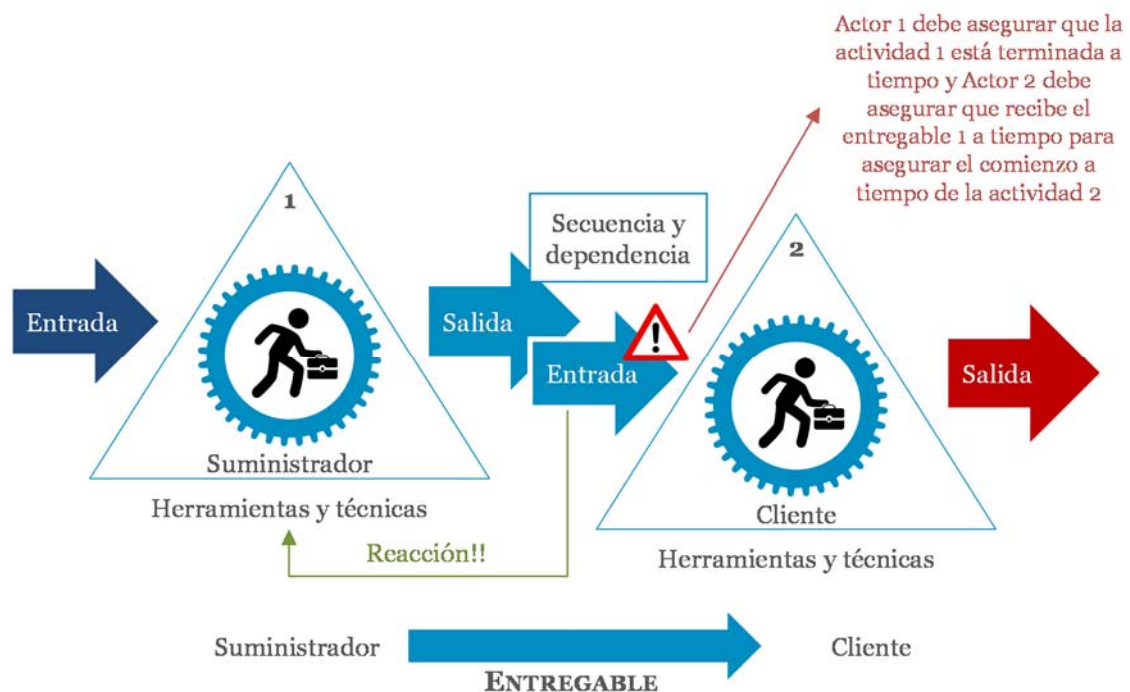 Actor 1 debe asegurar que la
actividad 1 está terminada a
tiempo y Actor 2 debe
asegurar que recibe el
entregable 1 a tiempo para
asegurar el comienzo a
tiempo de la actividad 2
1
Secuencia y
dependencia
2
Entrada
Salida
Entrada
Salida
Suministrador
Herramientas y técnicas
Cliente
Herramientas y técnicas
Reacción!!
Suministrador
Cliente
ENTREGABLE